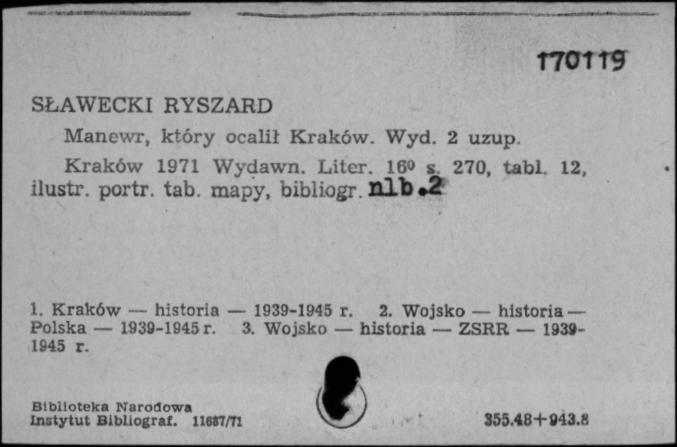 170119
SŁAWECKI RYSZARD
Manewr, który ocalił Kraków. Wyd. 2 uzup.
Kraków 1971 Wydawn. Liter. 16⁰ s. 270, tabl. 12,
ilustr. portr. tab. mapy, bibliogr. nlb.2
1. Kraków — historia — 1939-1945 r. 2. Wojsko — historia —
Polska — 1939-1945 r. 3. Wojsko — historia — ZSRR — 1939-
1945 r.
Biblioteka Narodowa
Instytut Bibliograf. 11687/71
355.48+943.8